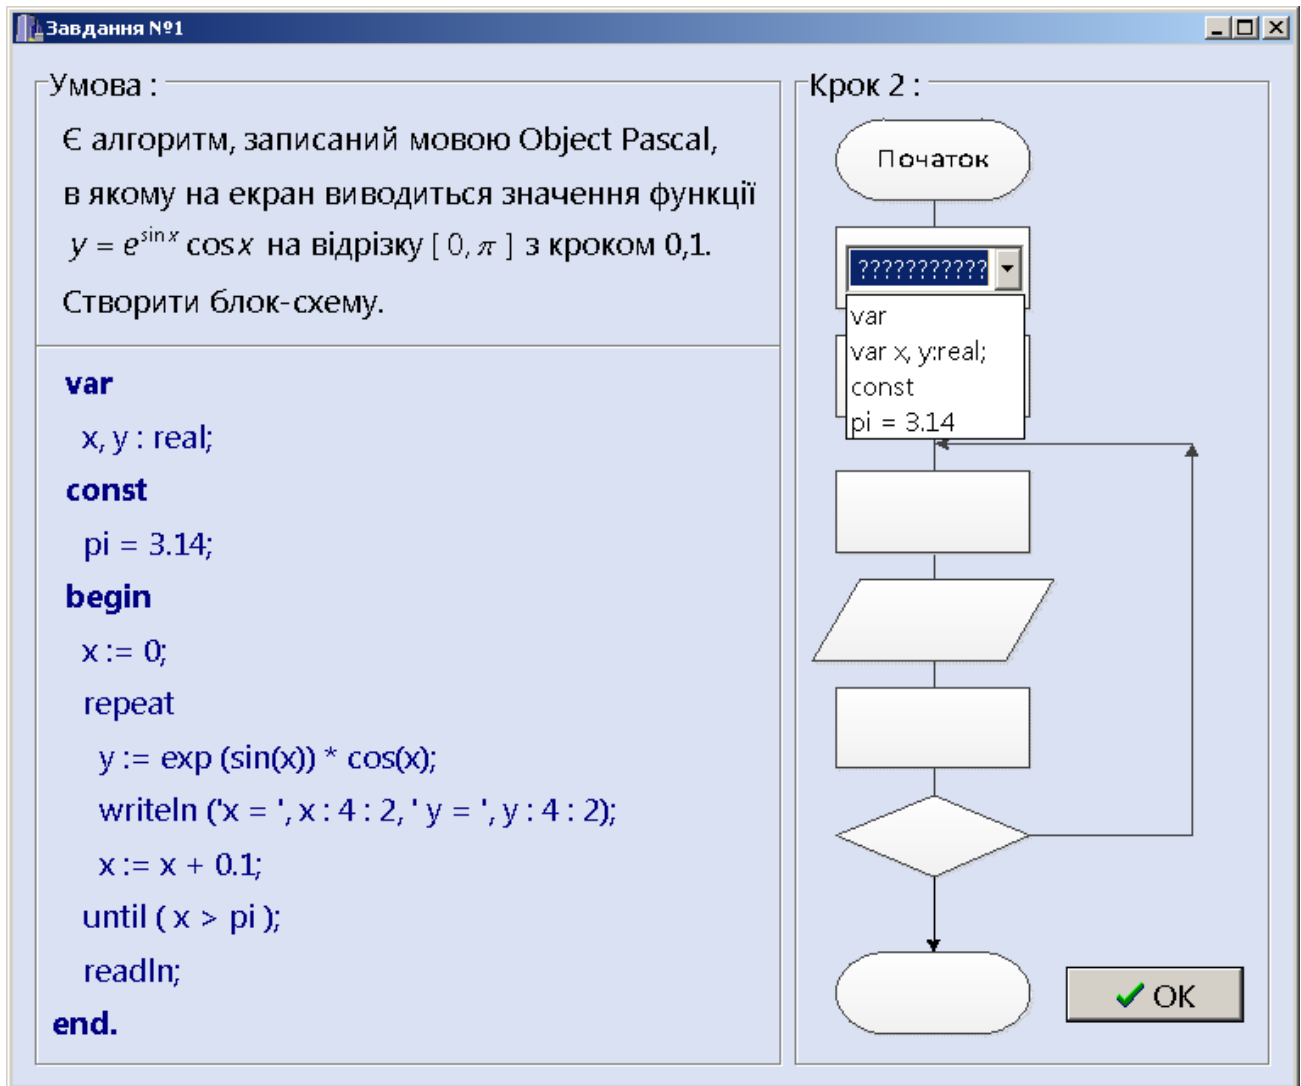 Завдання №1
Умова :
Є алгоритм, записаний мовою Object Pascal,
в якому на екран виводиться значення функції
y = e^sin x cos x на відрізку [ 0, π ] з кроком 0,1.
Створити блок-схему.
var
x, y : real;
const
pi = 3.14;
begin
x := 0;
repeat
y := exp (sin(x)) * cos(x);
writeln ('x = ', x : 4 : 2, ' y = ', y : 4 : 2);
x := x + 0.1;
until ( x > pi );
readln;
end.
Крок 2 :
Початок
???????????
var
var x, y:real;
const
pi = 3.14
OK